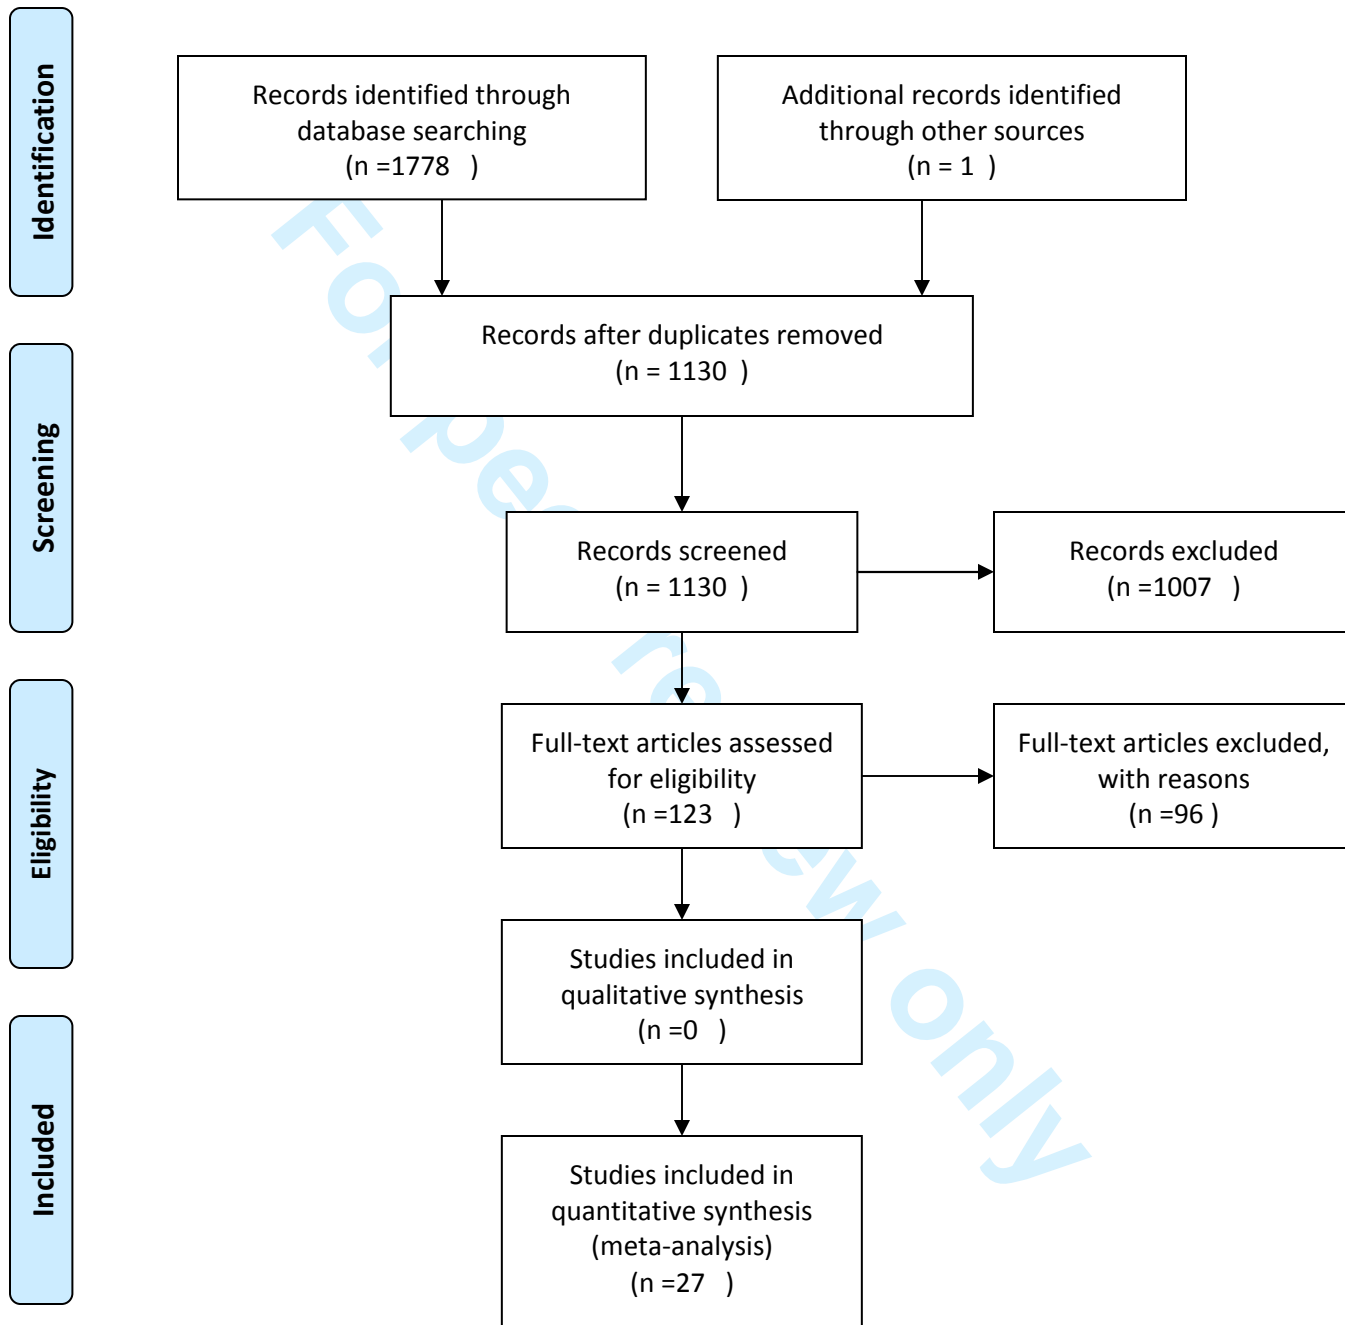 Identification
Records identified through
database searching
(n =1778   )
Additional records identified
through other sources
(n = 1  )
Records after duplicates removed
(n = 1130  )
Screening
Records screened
(n = 1130  )
Records excluded
(n =1007   )
Eligibility
Full-text articles assessed
for eligibility
(n =123   )
Full-text articles excluded,
with reasons
(n =96 )
Studies included in
qualitative synthesis
(n =0   )
Included
Studies included in
quantitative synthesis
(meta-analysis)
(n =27   )
For peer review only